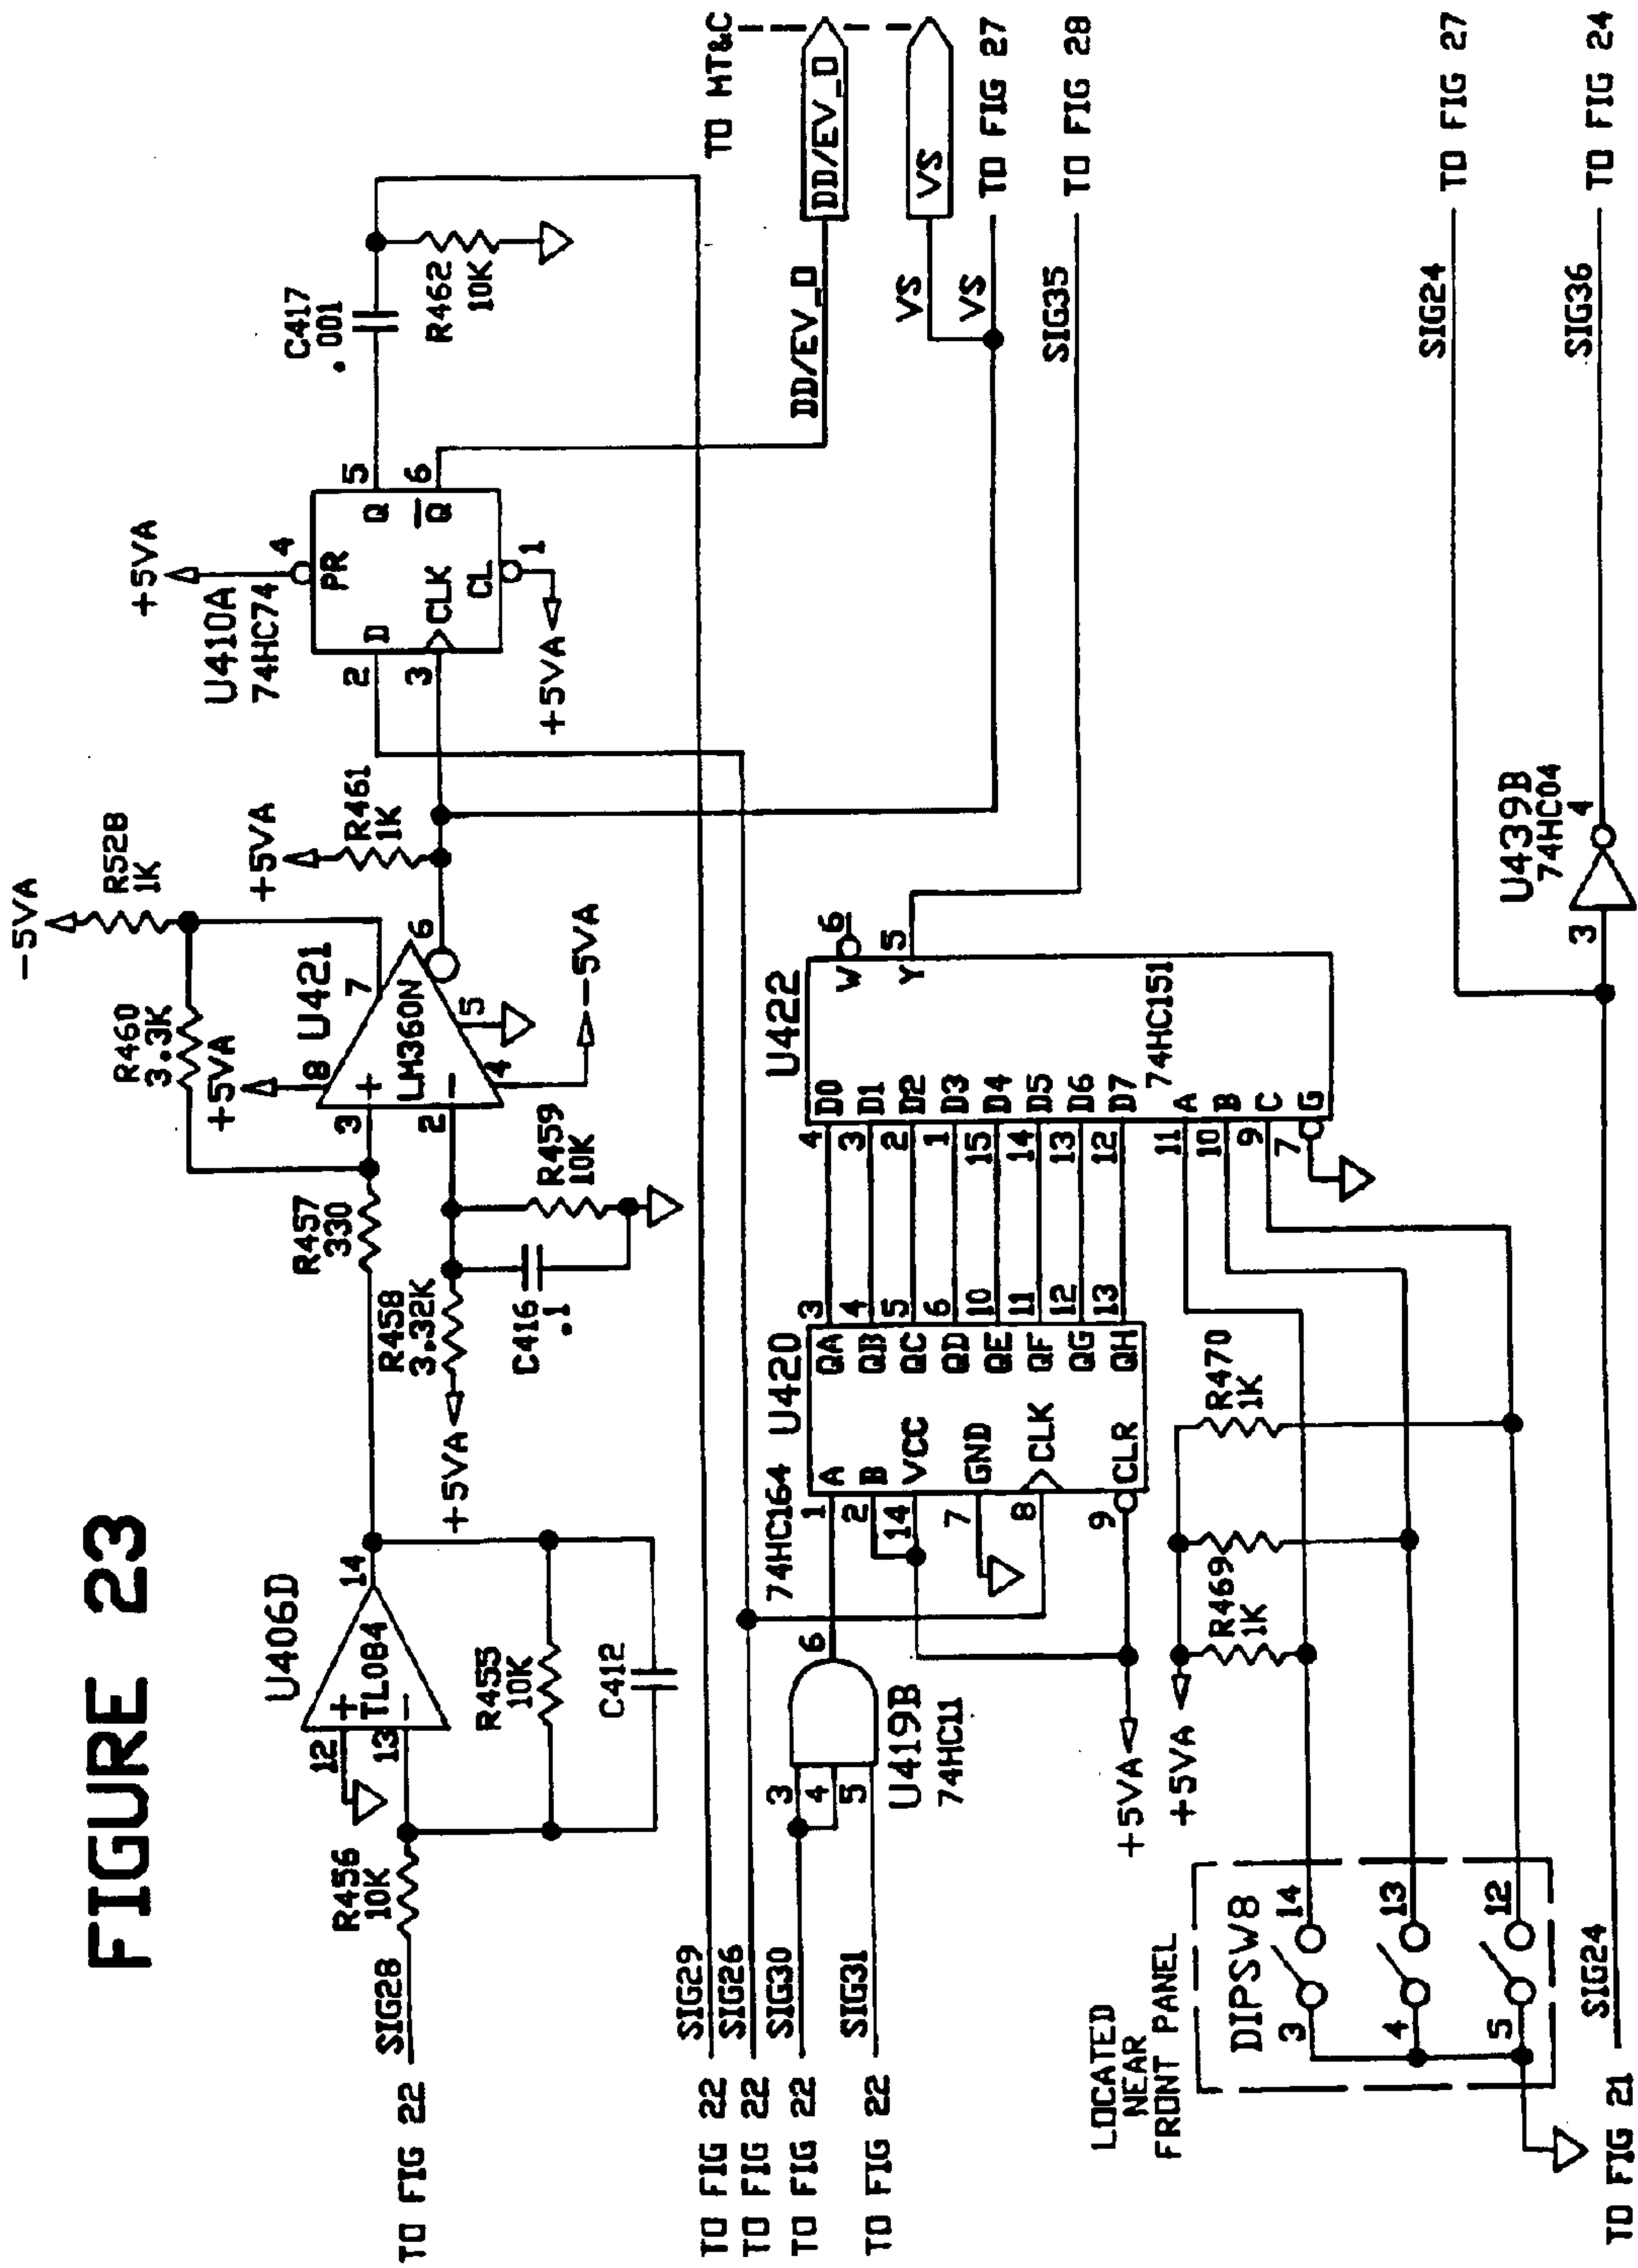 FIGURE 23
TO FIG 22
SIG28
R456
10K
12
13
+
TL084
-
U406D
14
R455
10K
C412
R457
330
R458
3.32K
+5VA
C416
.1
R459
10K
R460
3.3K
+5VA
-5VA
R528
1K
U421
3
2
8
+
LM360N
-
7
6
5
4
-5VA
+5VA
R461
1K
+5VA
U410A
74HC74
4
PR
2
D
3
CLK
CL
1
+5VA
Q
5
Q
6
C417
.001
R462
10K
TO MT&C
DD/EV_D
DD/EV_D
VS
VS
VS
TO FIG 27
SIG35
TO FIG 28
TO FIG 22
SIG29
TO FIG 22
SIG26
TO FIG 22
SIG30
TO FIG 22
SIG31
3
4
5
6
U419B
74HC11
74HC164
U420
1
A
2
B
14
VCC
7
GND
8
CLK
9
CLR
+5VA
QA
3
QB
4
QC
5
QD
6
QE
10
QF
11
QG
12
QH
13
U422
4
D0
3
D1
2
D2
1
D3
15
D4
14
D5
13
D6
12
D7
11
A
10
B
9
C
7
G
74HC151
W
6
Y
5
+5VA
R469
1K
R470
1K
LOCATED
NEAR
FRONT PANEL
DIPSW8
3
14
4
13
5
12
TO FIG 21
SIG24
U439B
74HC04
3
4
SIG24
TO FIG 27
SIG36
TO FIG 24